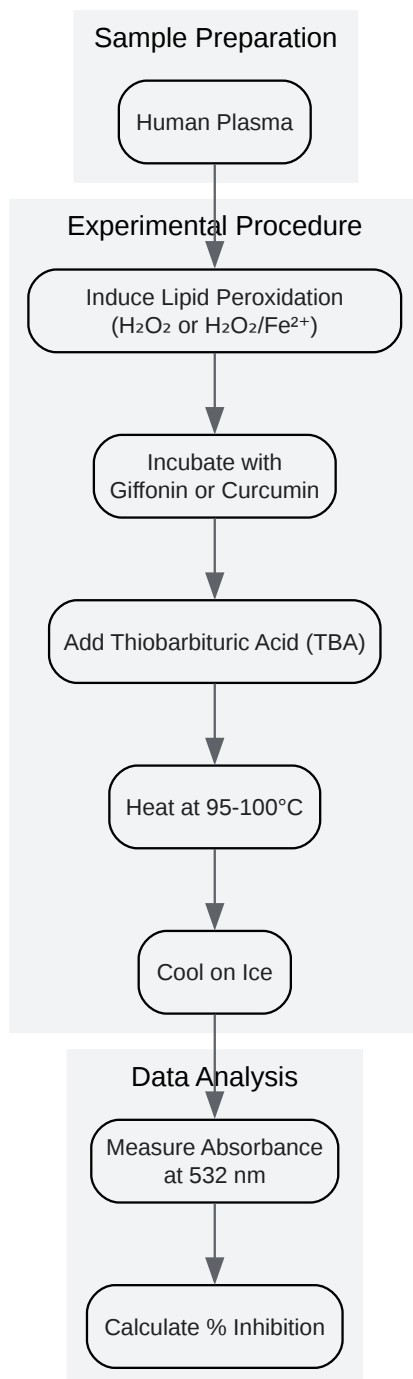 Sample Preparation
Human Plasma
Experimental Procedure
Induce Lipid Peroxidation
(H₂O₂ or H₂O₂/Fe²⁺)
Incubate with
Giffonin or Curcumin
Add Thiobarbituric Acid (TBA)
Heat at 95-100°C
Cool on Ice
Data Analysis
Measure Absorbance
at 532 nm
Calculate % Inhibition